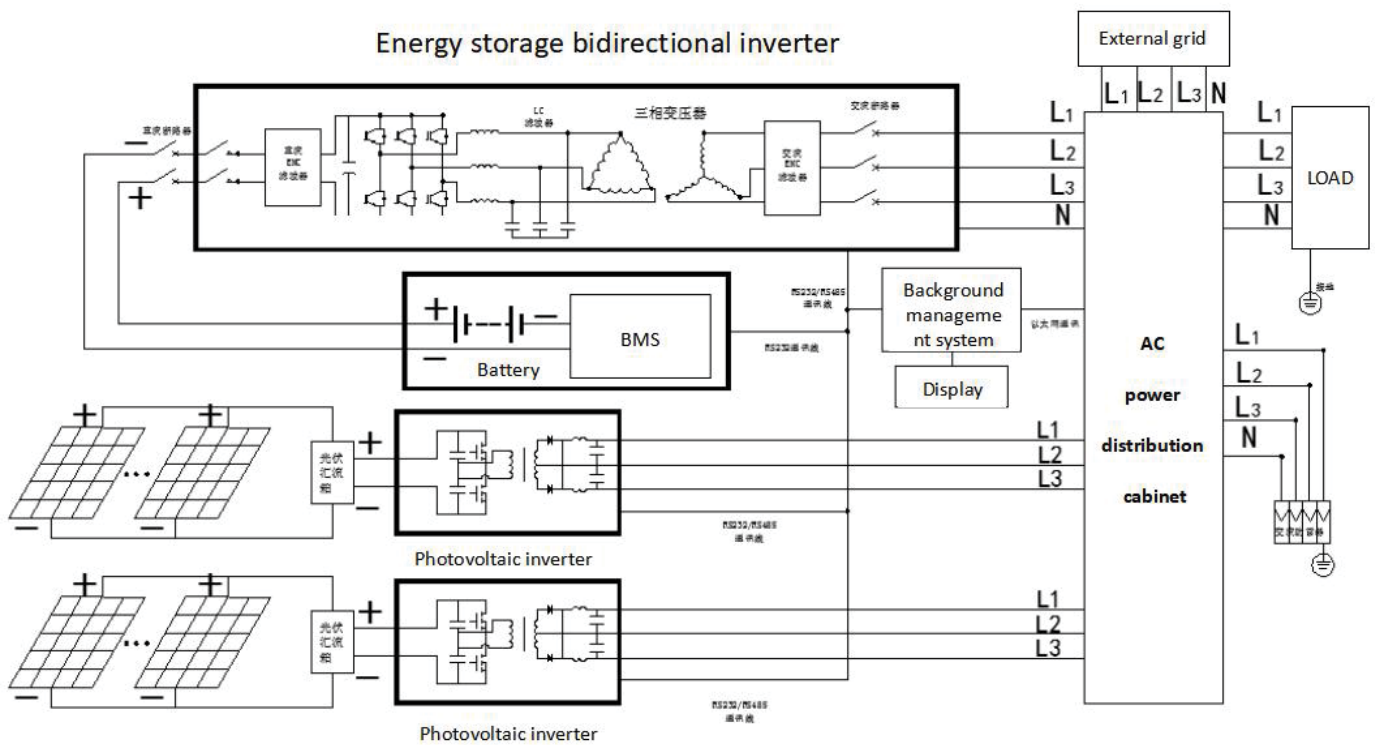 Energy storage bidirectional inverter
External grid
L1 L2 L3 N
直流断路器
LC
滤波器
三相变压器
交流断路器
直流
EMC
滤波器
交流
EMC
滤波器
−
+
L1
L2
L3
N
L1
L2
L3
N
LOAD
接地
RS232/RS485
通讯线
Background
manageme
nt system
以太网通讯
Display
+
−
−
BMS
Battery
RS232通讯线
AC
power
distribution
cabinet
L1
L2
L3
N
+
+
…
−
−
光伏
汇流
箱
+
−
L1
L2
L3
RS232/RS485
通讯线
Photovoltaic inverter
交流防雷器
+
+
…
−
−
光伏
汇流
箱
+
−
L1
L2
L3
RS232/RS485
通讯线
Photovoltaic inverter